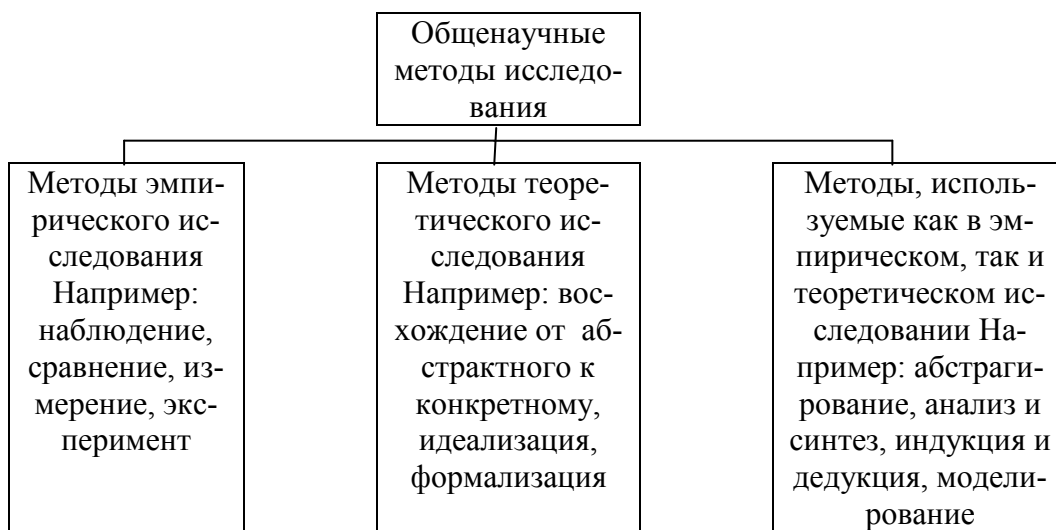 Общенаучные
методы исследо-
вания
Методы эмпи-
рического ис-
следования
Например:
наблюдение,
сравнение, из-
мерение, экс-
перимент
Методы теоре-
тического ис-
следования
Например: вос-
хождение от  аб-
страктного к
конкретному,
идеализация,
формализация
Методы, исполь-
зуемые как в эм-
пирическом, так и
теоретическом ис-
следовании На-
пример: абстраги-
рование, анализ и
синтез, индукция и
дедукция, модели-
рование